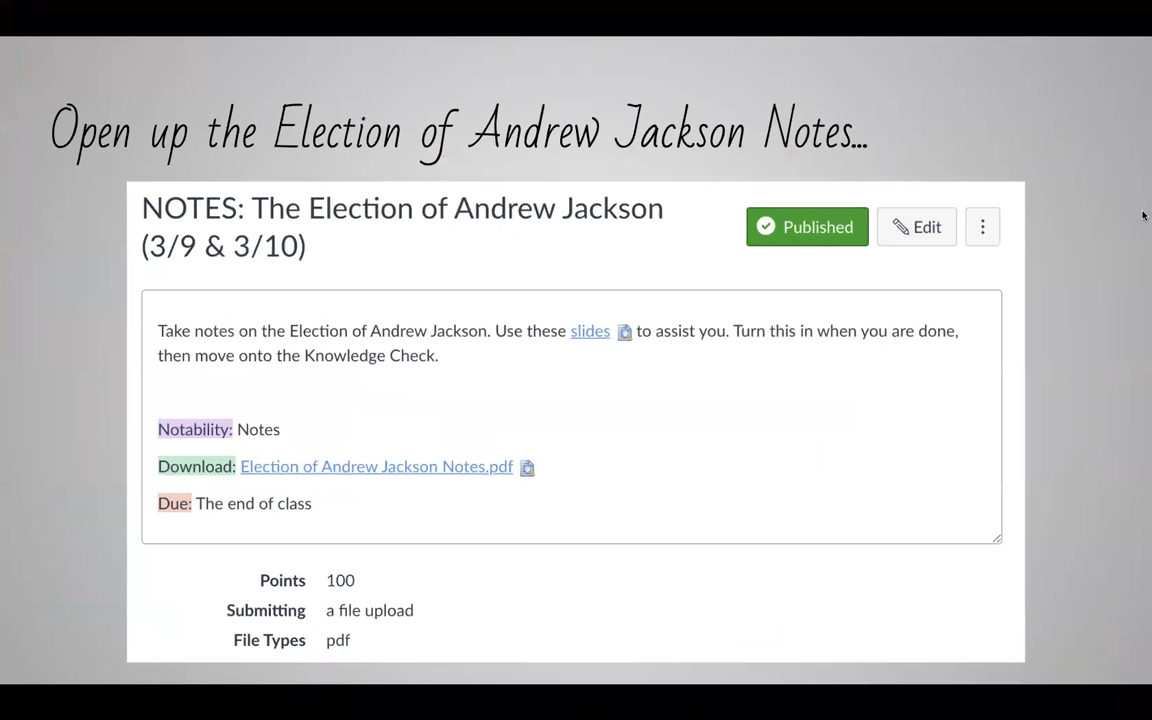 Open up the Election of Andrew Jackson Notes...
NOTES: The Election of Andrew Jackson
(3/9 & 3/10)
Published
Edit
Take notes on the Election of Andrew Jackson. Use these slides to assist you. Turn this in when you are done,
then move onto the Knowledge Check.
Notability: Notes
Download: Election of Andrew Jackson Notes.pdf
Due: The end of class
Points 100
Submitting a file upload
File Types pdf